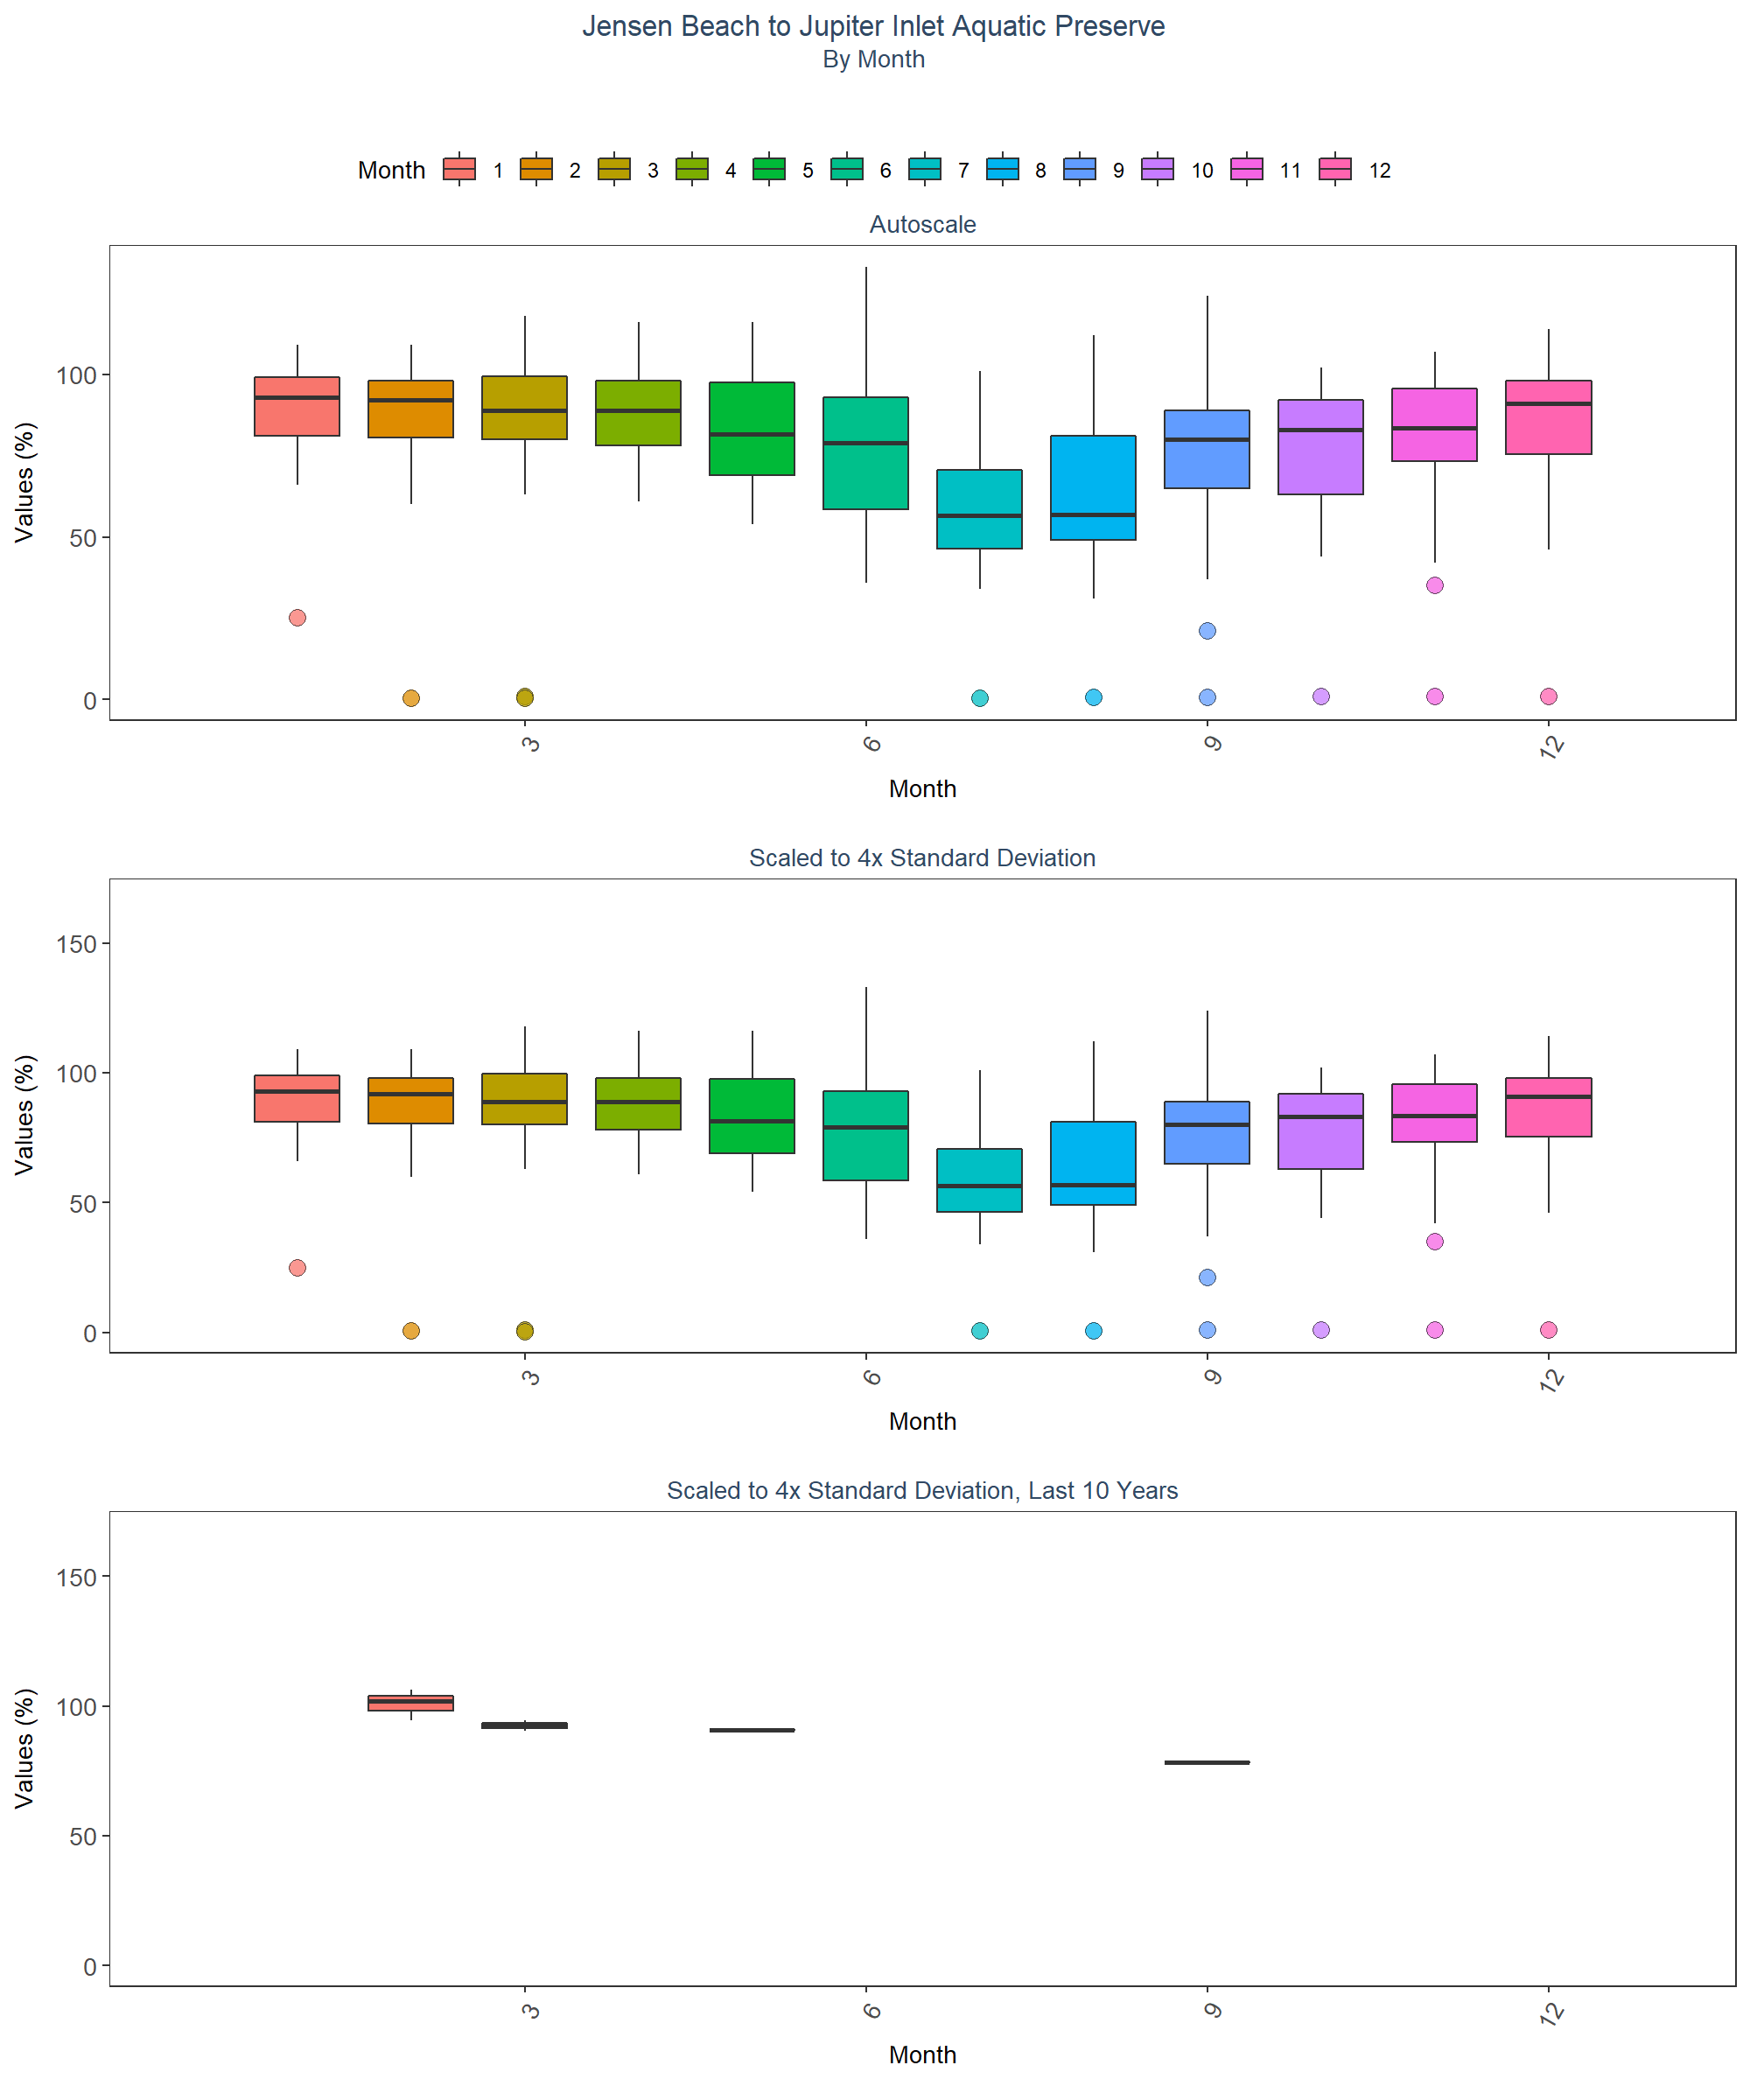 Jensen Beach to Jupiter Inlet Aquatic Preserve
By Month
Month 1 2 3 4 5 6 7 8 9 10 11 12
Autoscale
Values (%)
100
50
0
3 6 9 12
Month
Scaled to 4x Standard Deviation
Values (%)
150
100
50
0
3 6 9 12
Month
Scaled to 4x Standard Deviation, Last 10 Years
Values (%)
150
100
50
0
3 6 9 12
Month